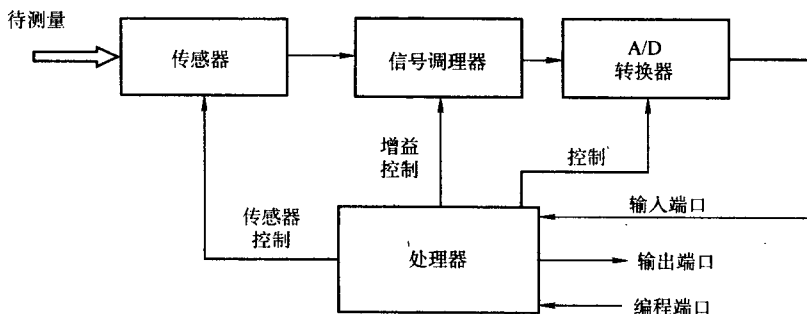 待测量
传感器
信号调理器
A/D
转换器
增益
控制
控制
传感器
控制
处理器
输入端口
输出端口
编程端口